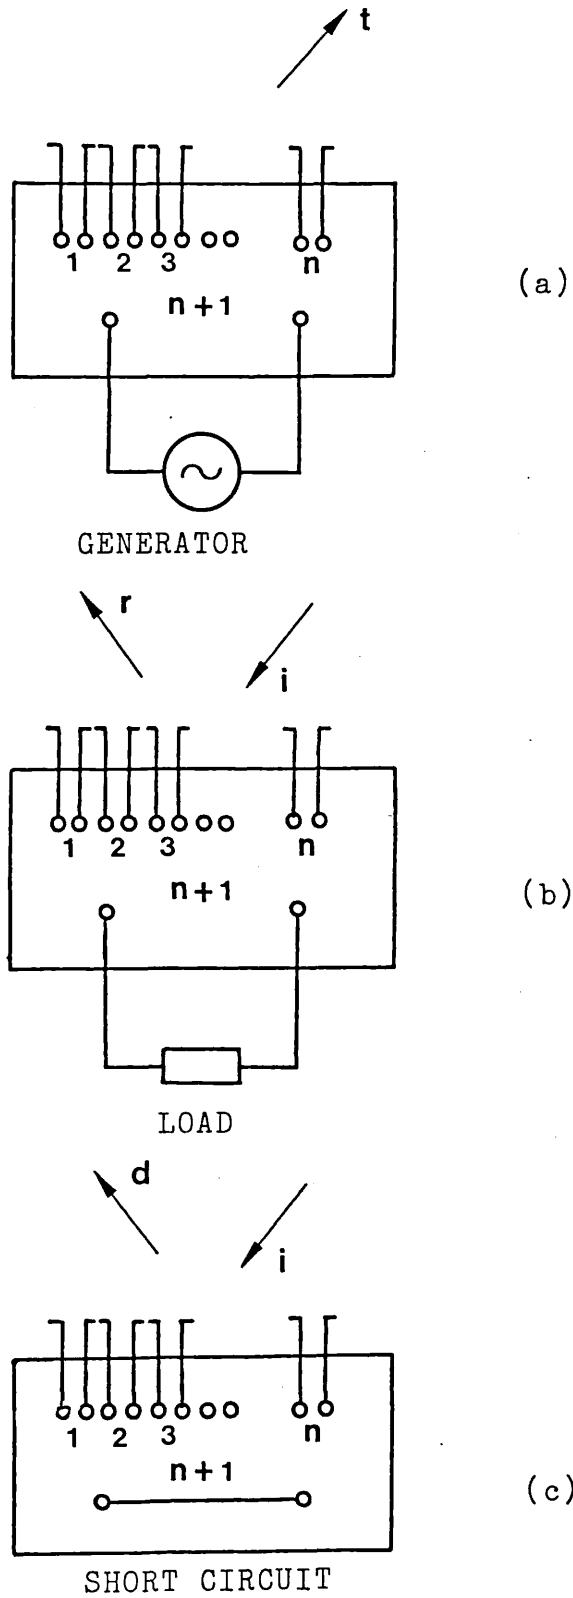 t
1 2 3 n
n+1
(a)
GENERATOR
r
i
1 2 3 n
n+1
(b)
LOAD
d
i
1 2 3 n
n+1
(c)
SHORT CIRCUIT